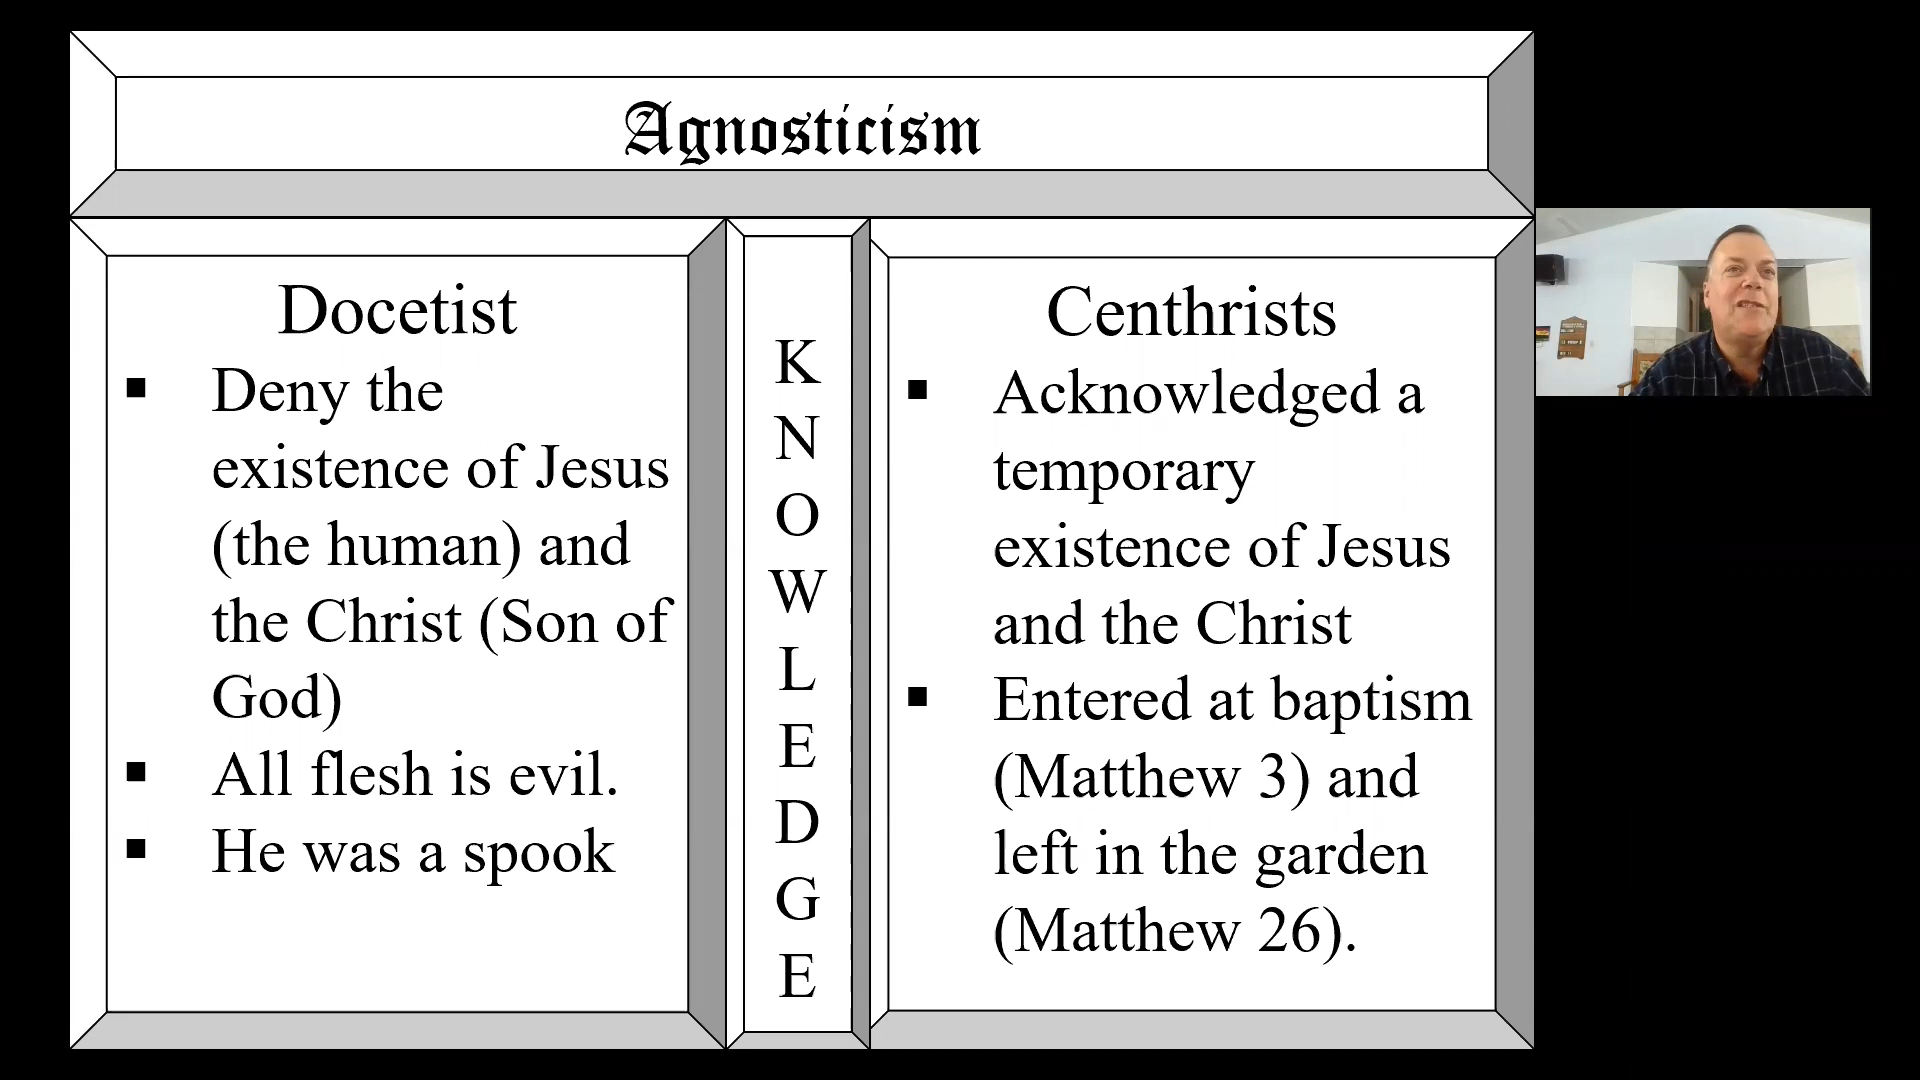 Agnosticism
Docetist
▪ Deny the
existence of Jesus
(the human) and
the Christ (Son of
God)
▪ All flesh is evil.
▪ He was a spook
K
N
O
W
L
E
D
G
E
Centhrists
▪ Acknowledged a
temporary
existence of Jesus
and the Christ
▪ Entered at baptism
(Matthew 3) and
left in the garden
(Matthew 26).